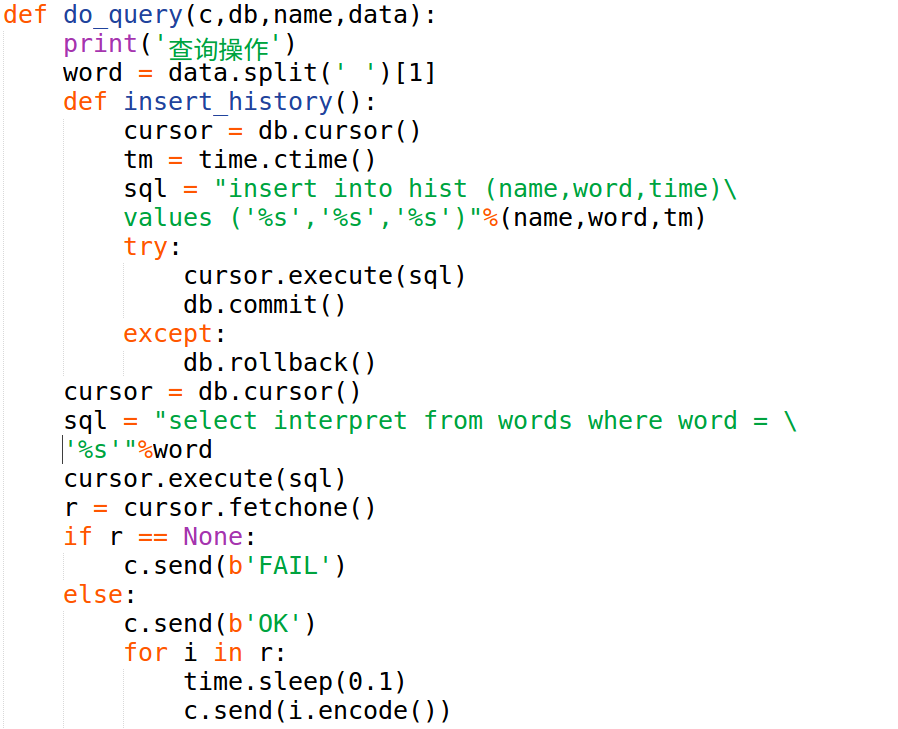 def do_query(c,db,name,data):
    print('查询操作')
    word = data.split(' ')[1]
    def insert_history():
        cursor = db.cursor()
        tm = time.ctime()
        sql = "insert into hist (name,word,time)\
        values ('%s','%s','%s')"%(name,word,tm)
        try:
            cursor.execute(sql)
            db.commit()
        except:
            db.rollback()
    cursor = db.cursor()
    sql = "select interpret from words where word = \
    '%s'"%word
    cursor.execute(sql)
    r = cursor.fetchone()
    if r == None:
        c.send(b'FAIL')
    else:
        c.send(b'OK')
        for i in r:
            time.sleep(0.1)
            c.send(i.encode())